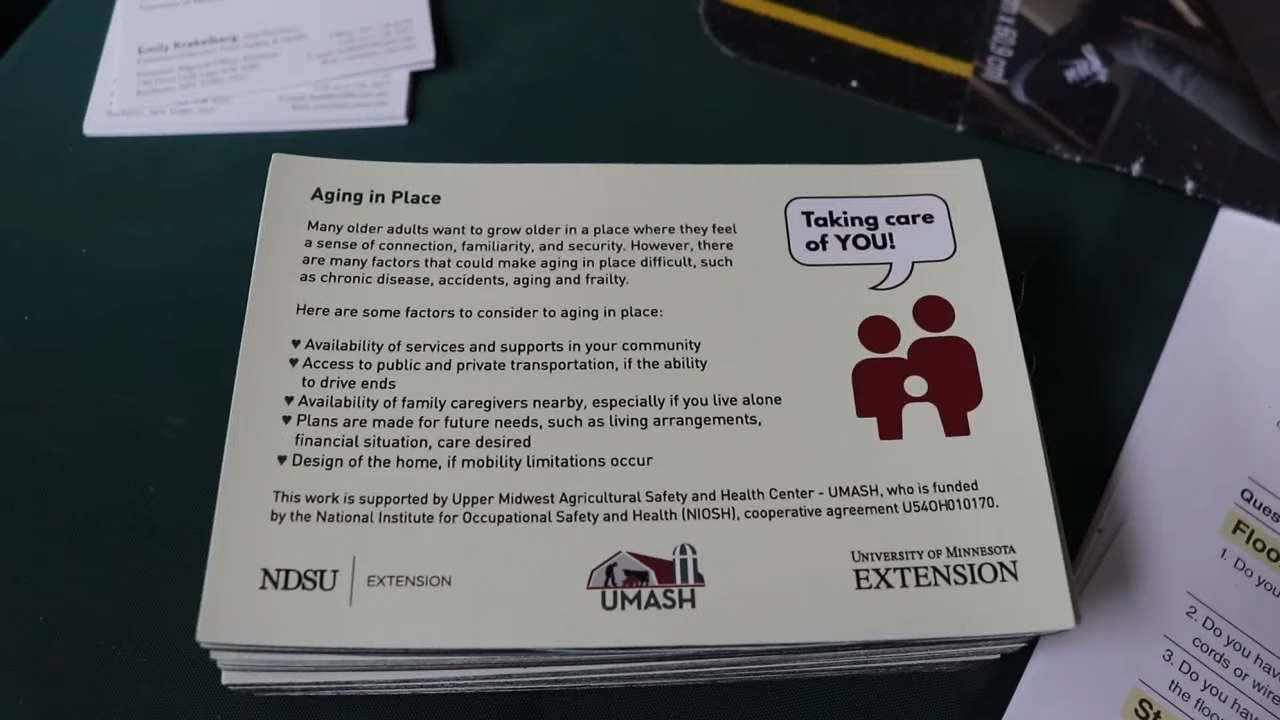 Emily Krekelberg
Aging in Place
Many older adults want to grow older in a place where they feel
a sense of connection, familiarity, and security. However, there
are many factors that could make aging in place difficult, such
as chronic disease, accidents, aging and frailty.
Here are some factors to consider to aging in place:
♥ Availability of services and supports in your community
♥ Access to public and private transportation, if the ability
to drive ends
♥ Availability of family caregivers nearby, especially if you live alone
♥ Plans are made for future needs, such as living arrangements,
financial situation, care desired
♥ Design of the home, if mobility limitations occur
This work is supported by Upper Midwest Agricultural Safety and Health Center - UMASH, who is funded
by the National Institute for Occupational Safety and Health (NIOSH), cooperative agreement U54OH010170.
Taking care
of YOU!
NDSU | EXTENSION
UMASH
UNIVERSITY OF MINNESOTA
EXTENSION
Ques
Floo
1. Do you
2. Do you have
cords or wire
3. Do you hav
the floo
St